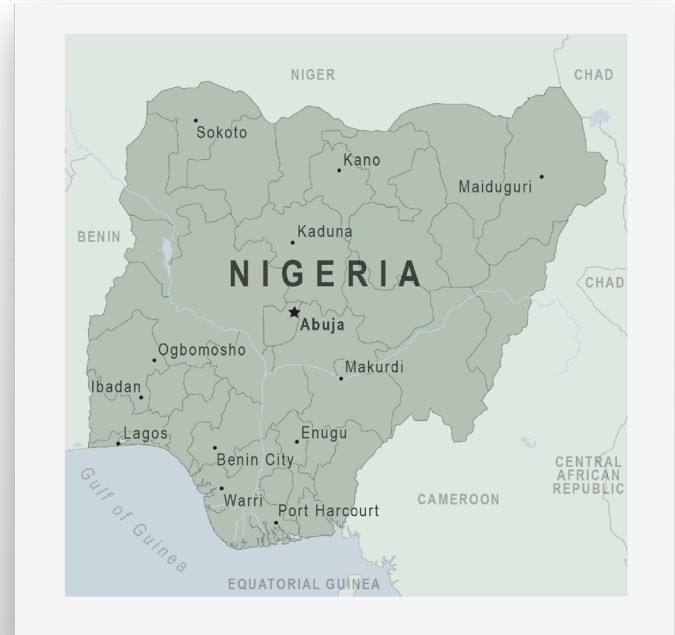 NIGER
CHAD
Sokoto
Kano
Maiduguri
Kaduna
BENIN
NIGERIA
CHAD
Abuja
Ogbomosho
Makurdi
Ibadan
Lagos
Enugu
Benin City
CENTRAL
AFRICAN
REPUBLIC
Gulf of Guinea
Warri
CAMEROON
Port Harcourt
EQUATORIAL GUINEA